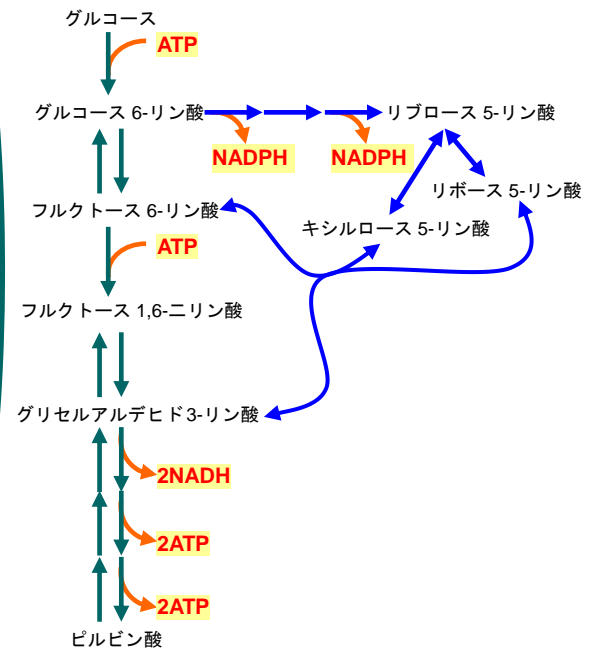 グルコース
ATP
グルコース 6-リン酸
リブロース 5-リン酸
NADPH
NADPH
リボース 5-リン酸
フルクトース 6-リン酸
キシルロース 5-リン酸
ATP
フルクトース 1,6-二リン酸
グリセルアルデヒド3-リン酸
2NADH
2ATP
2ATP
ピルビン酸